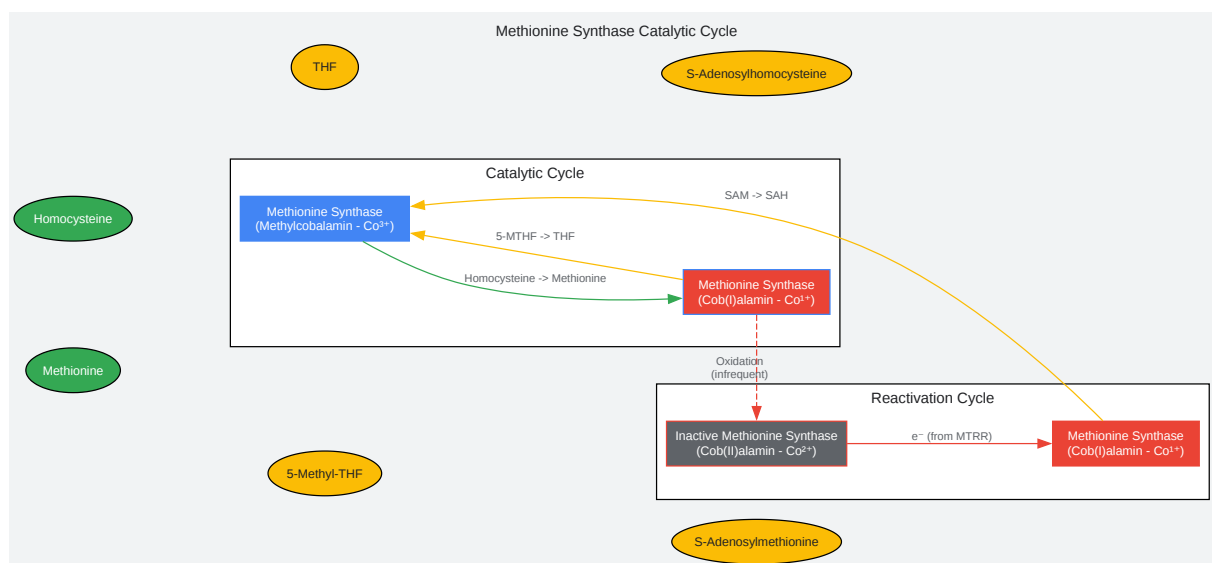 Methionine Synthase Catalytic Cycle
THF
S-Adenosylhomocysteine
Catalytic Cycle
SAM -> SAH
Methionine Synthase
(Methylcobalamin - Co³⁺)
Homocysteine
5-MTHF -> THF
Homocysteine -> Methionine
Methionine Synthase
(Cob(I)alamin - Co¹⁺)
Oxidation
(infrequent)
Methionine
Reactivation Cycle
Inactive Methionine Synthase
(Cob(II)alamin - Co²⁺)
e⁻ (from MTRR)
Methionine Synthase
(Cob(I)alamin - Co¹⁺)
5-Methyl-THF
S-Adenosylmethionine